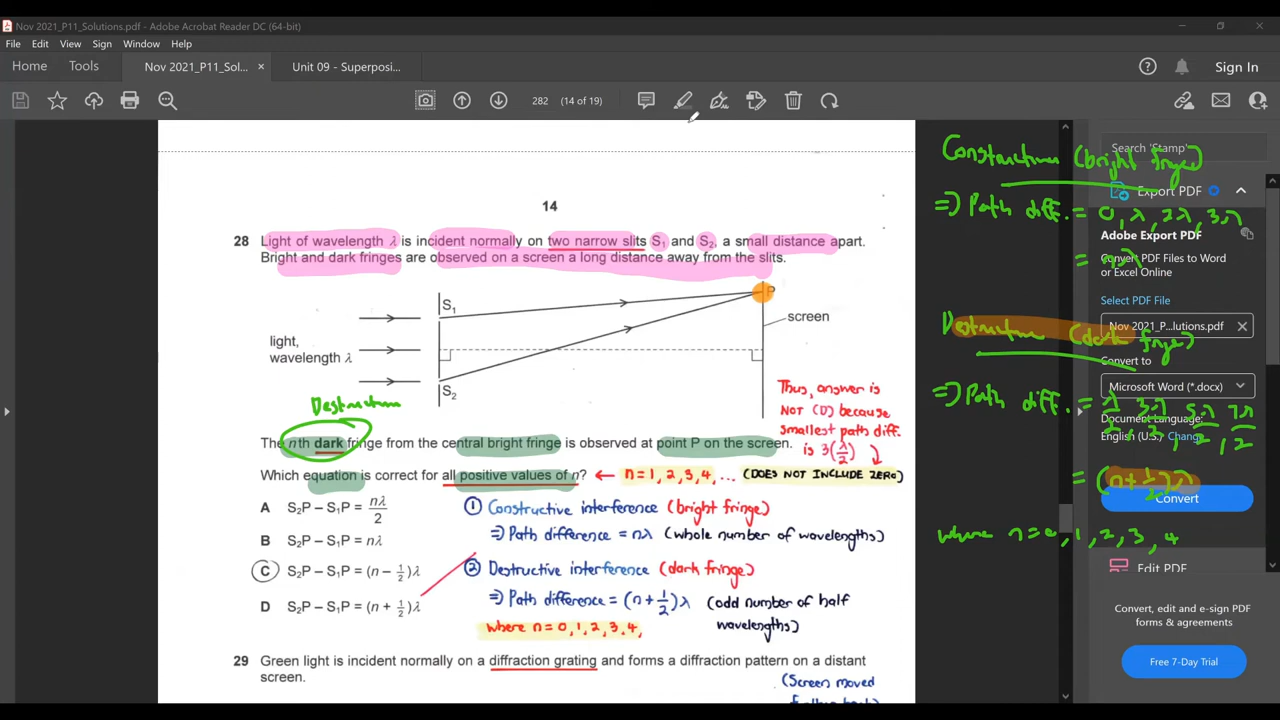 Nov 2021_P11_Solutions.pdf - Adobe Acrobat Reader DC (64-bit)
File Edit View Sign Window Help
Home Tools Nov 2021_P11_Sol... × Unit 09 - Superposi... Sign In
282 (14 of 19)
Search 'Stamp'
Export PDF
Adobe Export PDF
Convert PDF Files to Word
or Excel Online
Select PDF File
Nov 2021_P...lutions.pdf
Convert to
Microsoft Word (*.docx)
Document Language:
English (U.S.) Change
Convert
Edit PDF
Convert, edit and e-sign PDF
forms & agreements
Free 7-Day Trial
Constructive (bright fringe)
=> Path diff. = 0, λ, 2λ, 3λ
= nλ
Destructive (dark fringe)
=> Path diff. = λ/2, 3λ/2, 5λ/2, 7λ/2
= (n + 1/2)λ
where n = 0, 1, 2, 3, 4
14
28 Light of wavelength λ is incident normally on two narrow slits S₁ and S₂, a small distance apart.
Bright and dark fringes are observed on a screen a long distance away from the slits.
S₁
P
screen
light,
wavelength λ
S₂
Destructive
Thus, answer is
NOT (D) because
smallest path diff.
is 3(λ/2)
The nth dark fringe from the central bright fringe is observed at point P on the screen.
Which equation is correct for all positive values of n? ← n = 1, 2, 3, 4, ... (DOES NOT INCLUDE ZERO)
A S₂P – S₁P = nλ/2
B S₂P – S₁P = nλ
C S₂P – S₁P = (n – 1/2)λ
D S₂P – S₁P = (n + 1/2)λ
① Constructive interference (bright fringe)
=> Path difference = nλ (whole number of wavelengths)
② Destructive interference (dark fringe)
=> Path difference = (n + 1/2)λ (odd number of half
wavelengths)
where n = 0, 1, 2, 3, 4,
29 Green light is incident normally on a diffraction grating and forms a diffraction pattern on a distant
screen.
(Screen moved